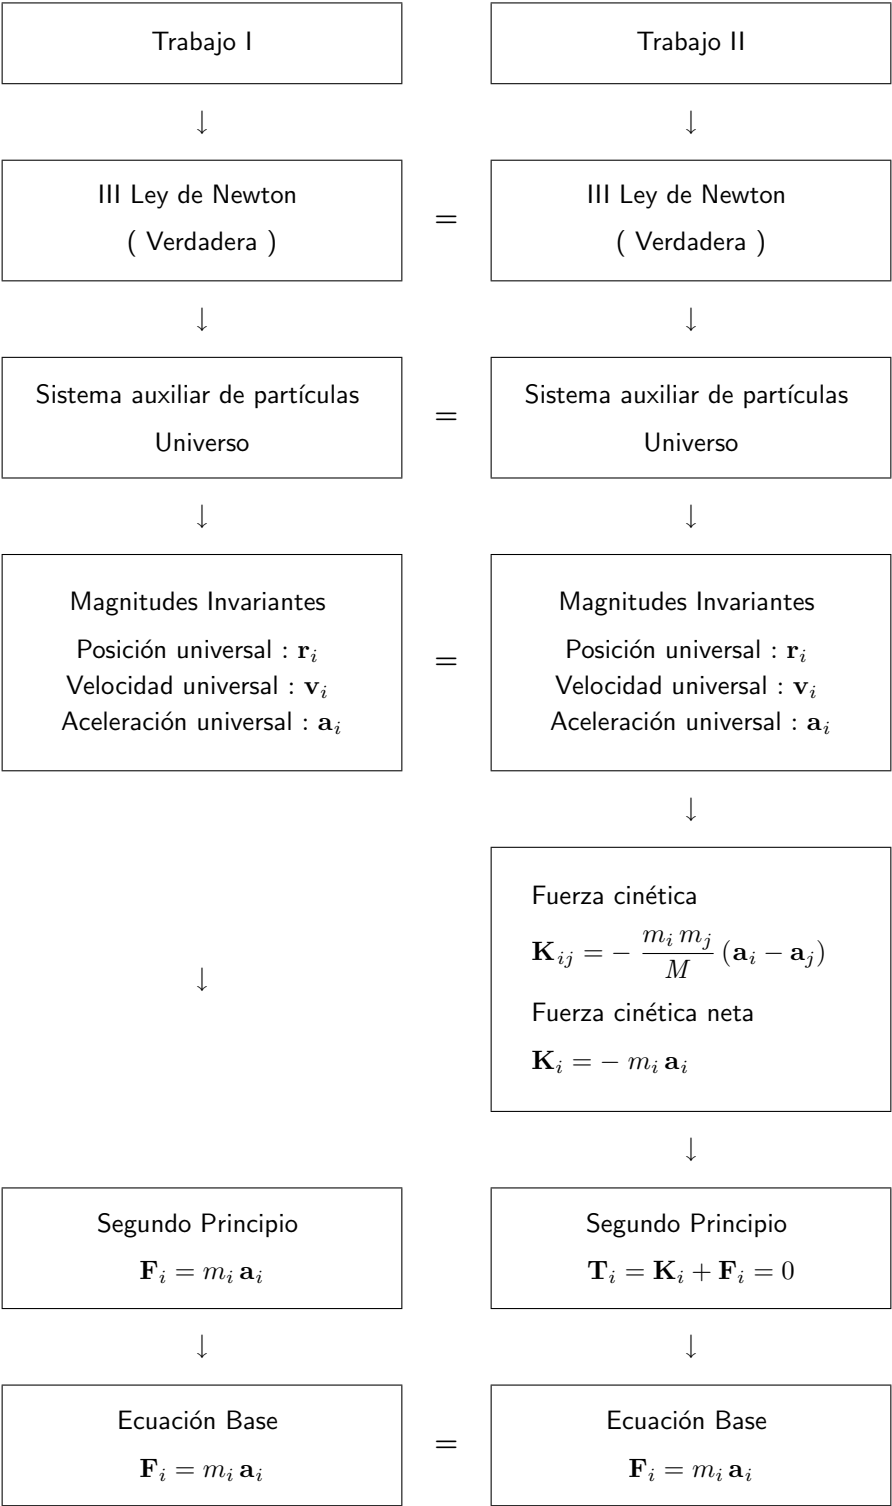 Trabajo I
Trabajo II
↓
↓
III Ley de Newton
( Verdadera )
=
III Ley de Newton
( Verdadera )
↓
↓
Sistema auxiliar de partículas
Universo
=
Sistema auxiliar de partículas
Universo
↓
↓
Magnitudes Invariantes
Posición universal : r_i
Velocidad universal : v_i
Aceleración universal : a_i
=
Magnitudes Invariantes
Posición universal : r_i
Velocidad universal : v_i
Aceleración universal : a_i
↓
↓
Fuerza cinética
K_ij = − (m_i m_j / M) (a_i − a_j)
Fuerza cinética neta
K_i = − m_i a_i
↓
Segundo Principio
F_i = m_i a_i
Segundo Principio
T_i = K_i + F_i = 0
↓
↓
Ecuación Base
F_i = m_i a_i
=
Ecuación Base
F_i = m_i a_i